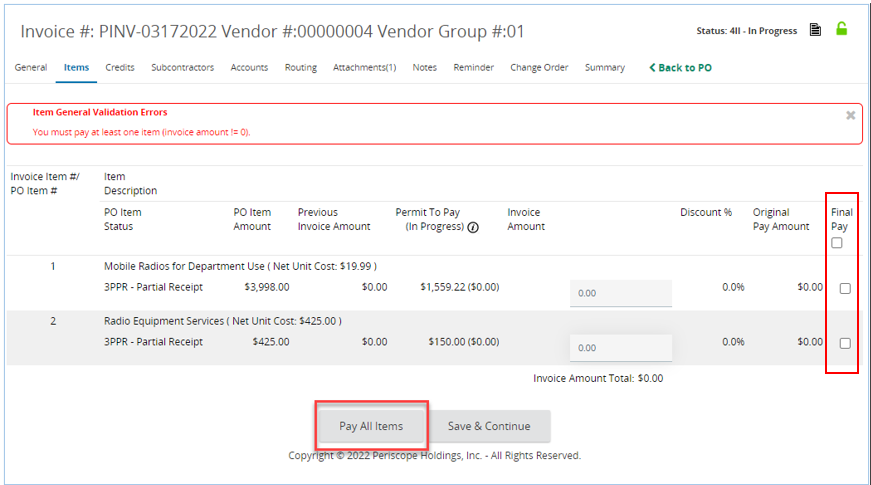 Invoice #: PINV-03172022 Vendor #:00000004 Vendor Group #:01
Status: 4II - In Progress
General Items Credits Subcontractors Accounts Routing Attachments(1) Notes Reminder Change Order Summary < Back to PO
Item General Validation Errors
You must pay at least one item (invoice amount != 0).
Invoice Item #/ Item
PO Item # Description
PO Item PO Item Previous Permit To Pay Invoice Discount % Original Final
Status Amount Invoice Amount (In Progress) Amount Pay Amount Pay
1 Mobile Radios for Department Use ( Net Unit Cost: $19.99 )
3PPR - Partial Receipt $3,998.00 $0.00 $1,559.22 ($0.00) 0.00 0.0% $0.00
2 Radio Equipment Services ( Net Unit Cost: $425.00 )
3PPR - Partial Receipt $425.00 $0.00 $150.00 ($0.00) 0.00 0.0% $0.00
Invoice Amount Total: $0.00
Pay All Items Save & Continue
Copyright © 2022 Periscope Holdings, Inc. - All Rights Reserved.